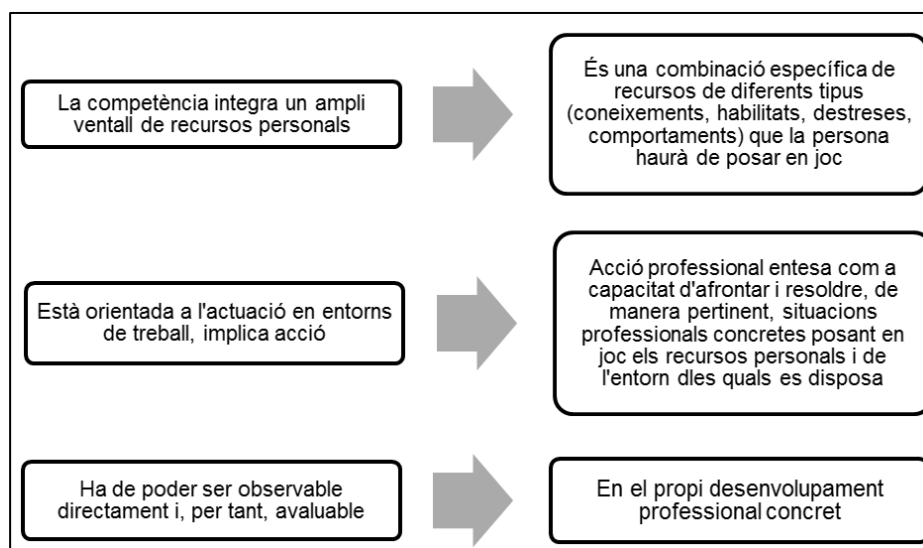 La competència integra un ampli
ventall de recursos personals
És una combinació específica de
recursos de diferents tipus
(coneixements, habilitats, destreses,
comportaments) que la persona
haurà de posar en joc
Està orientada a l'actuació en entorns
de treball, implica acció
Acció professional entesa com a
capacitat d'afrontar i resoldre, de
manera pertinent, situacions
professionals concretes posant en
joc els recursos personals i de
l'entorn dles quals es disposa
Ha de poder ser observable
directament i, per tant, avaluable
En el propi desenvolupament
professional concret